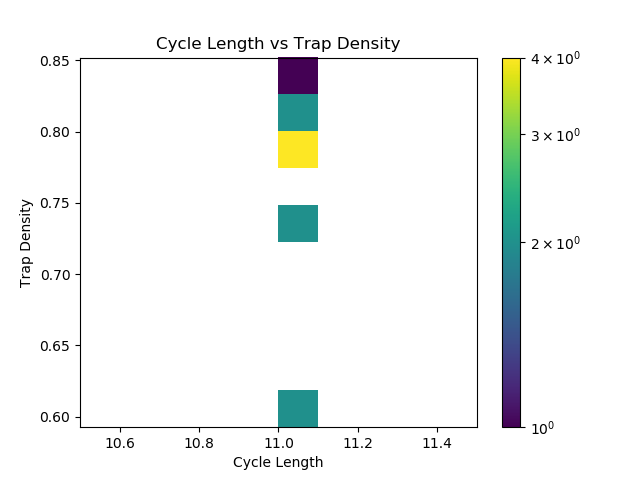 Cycle Length vs Trap Density
0.85
0.80
0.75
0.70
0.65
0.60
Trap Density
10.6 10.8 11.0 11.2 11.4
Cycle Length
4 × 10⁰
3 × 10⁰
2 × 10⁰
10⁰